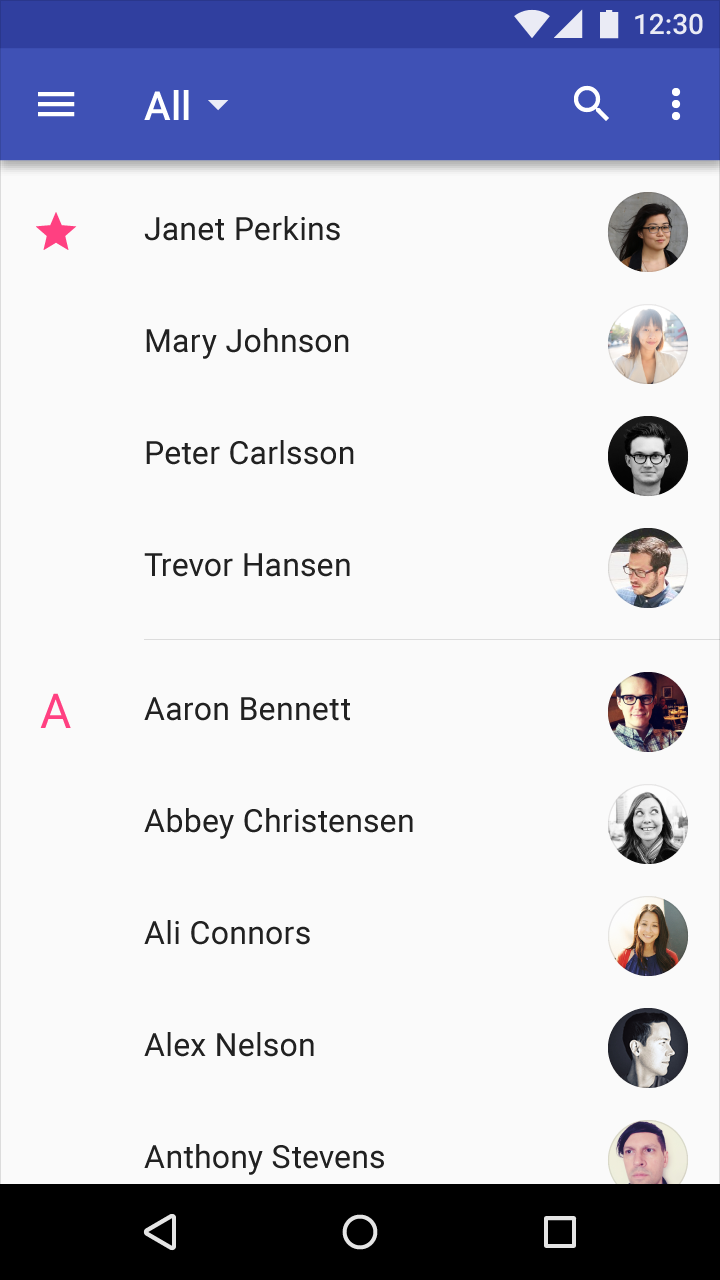 12:30
All
Janet Perkins
Mary Johnson
Peter Carlsson
Trevor Hansen
A
Aaron Bennett
Abbey Christensen
Ali Connors
Alex Nelson
Anthony Stevens